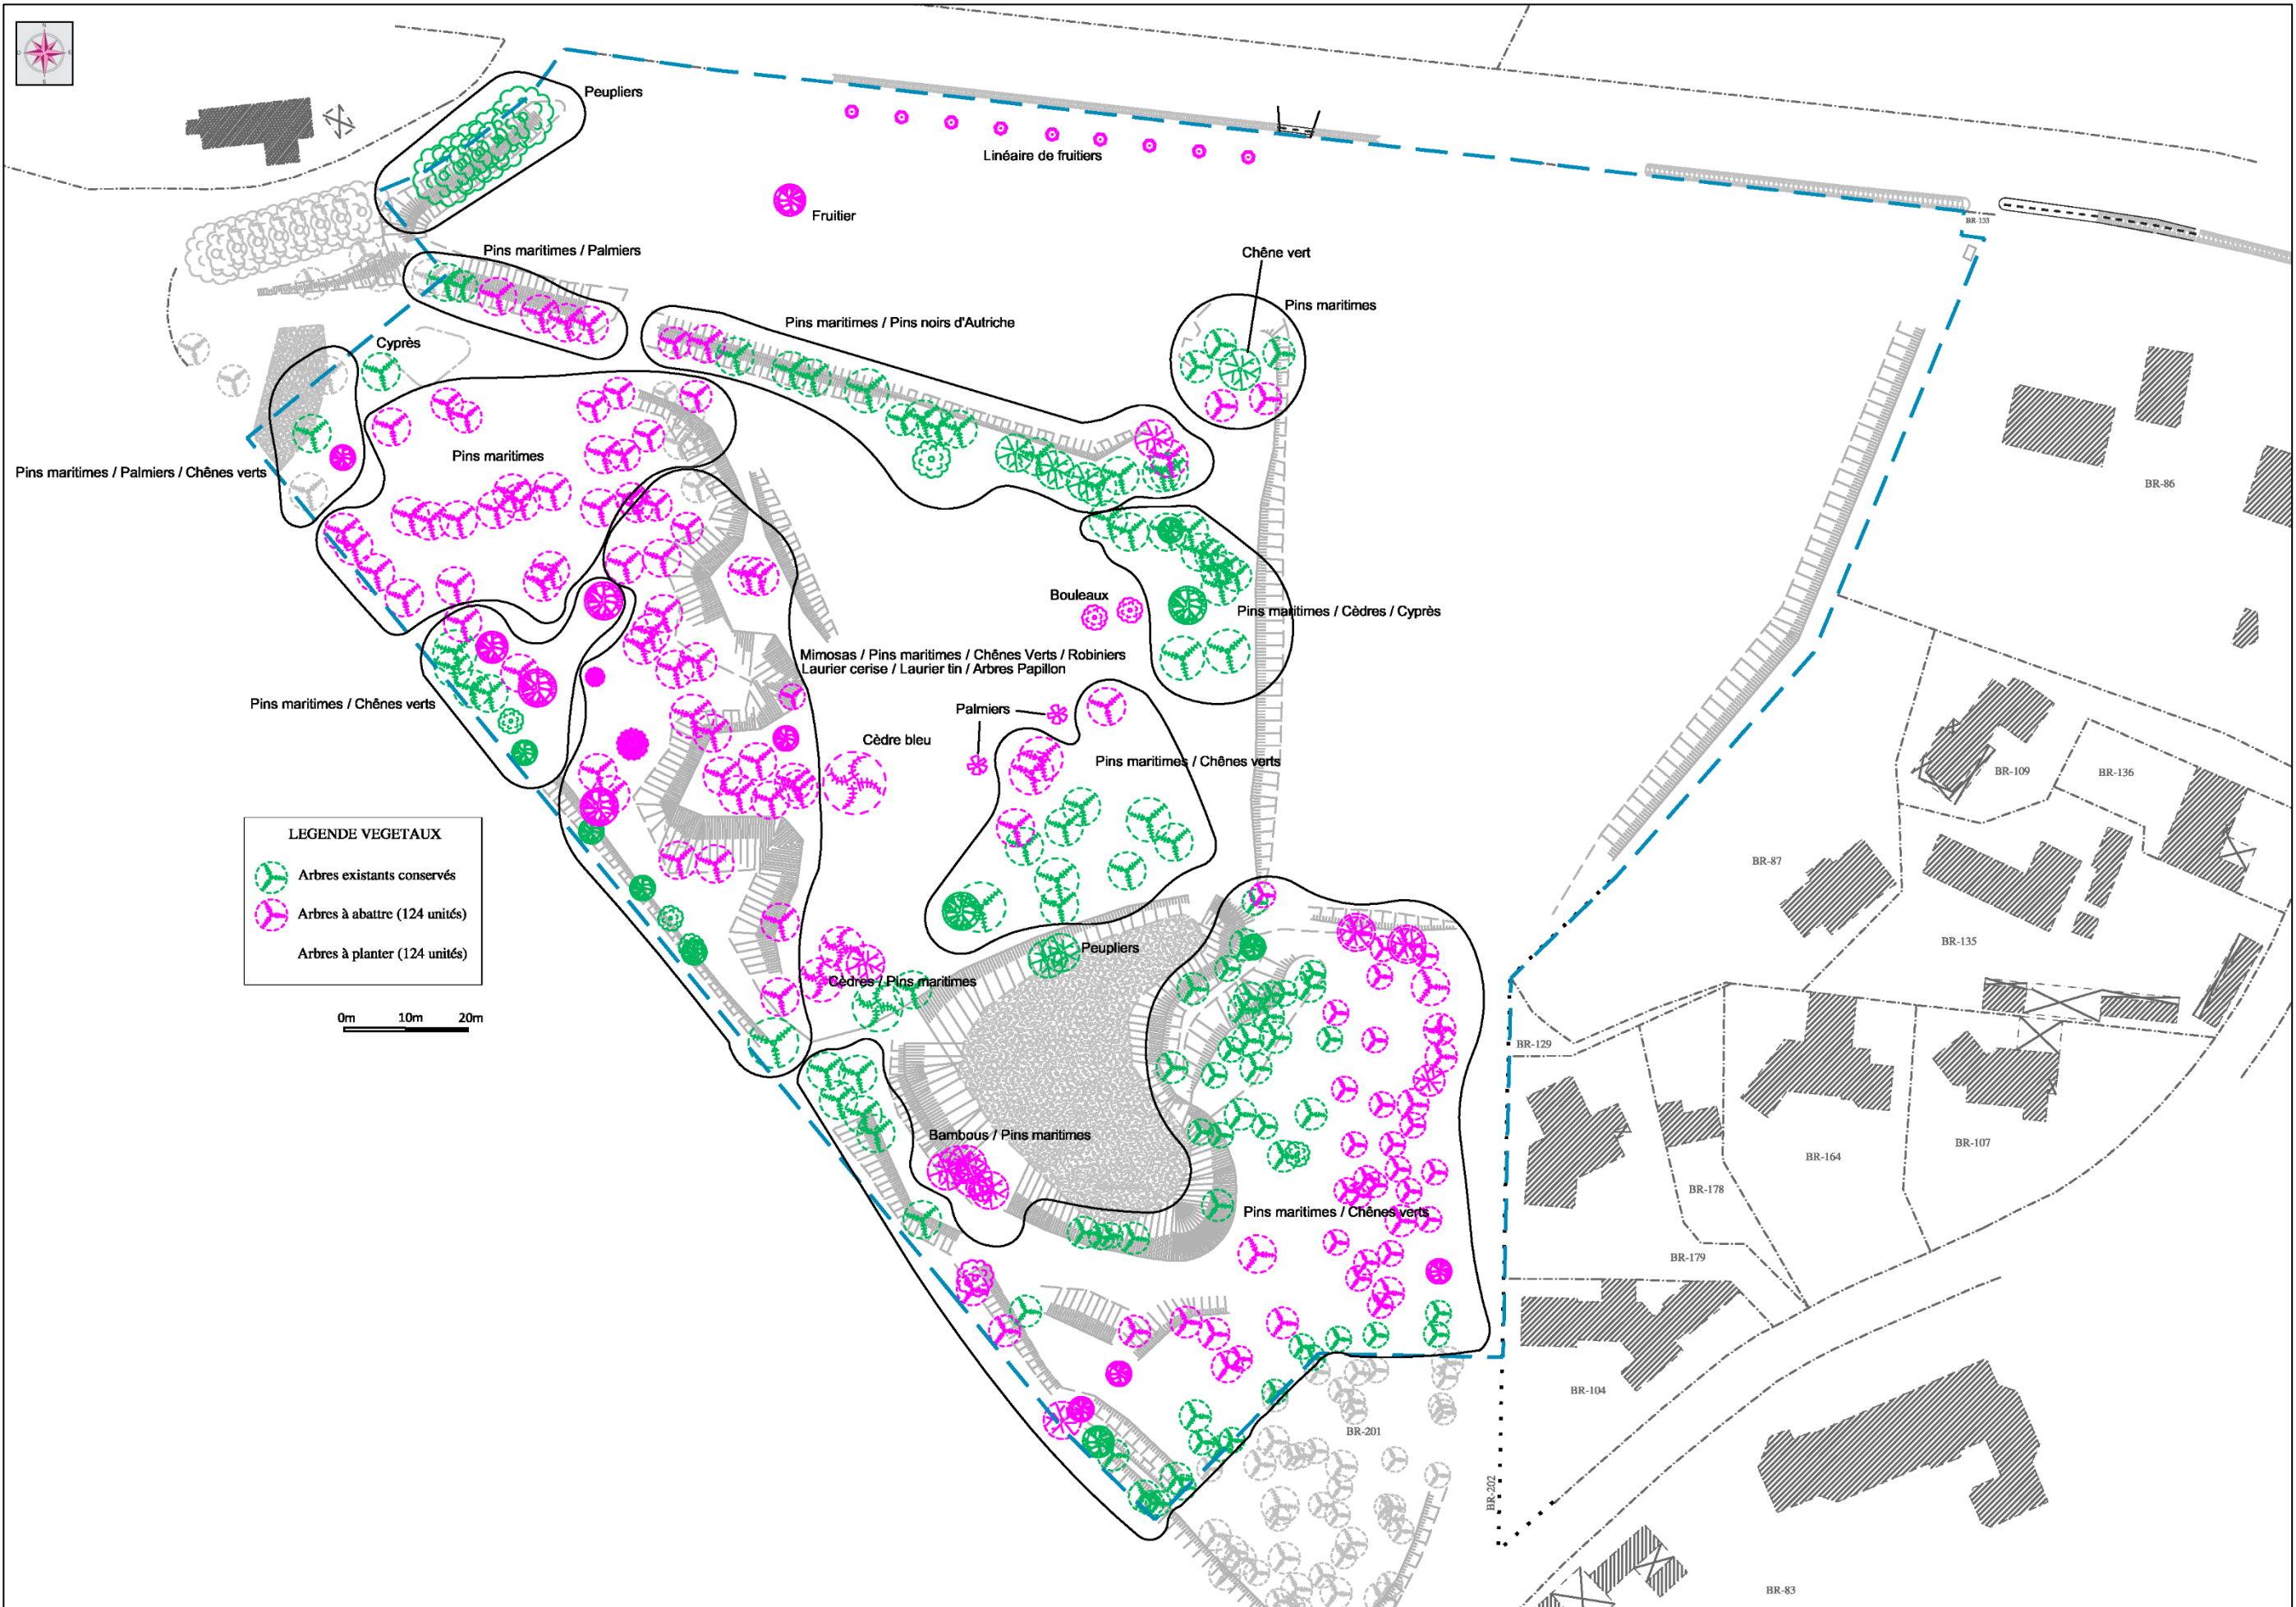 Peupliers
Linéaire de fruitiers
Fruitier
BR-133
Pins maritimes / Palmiers
Chêne vert
Pins maritimes
Pins maritimes / Pins noirs d'Autriche
Cyprès
Pins maritimes
Pins maritimes / Palmiers / Chênes verts
BR-86
Bouleaux
Pins maritimes / Cèdres / Cyprès
Mimosas / Pins maritimes / Chênes Verts / Robiniers
Laurier cerise / Laurier tin / Arbres Papillon
Pins maritimes / Chênes verts
Palmiers
Cèdre bleu
Pins maritimes / Chênes verts
BR-109
BR-136
LEGENDE VEGETAUX
Arbres existants conservés
Arbres à abattre (124 unités)
Arbres à planter (124 unités)
BR-87
BR-135
Peupliers
Cèdres / Pins maritimes
0m 10m 20m
BR-129
Bambous / Pins maritimes
BR-107
BR-164
BR-178
Pins maritimes / Chênes verts
BR-179
BR-104
BR-201
BR-202
BR-83